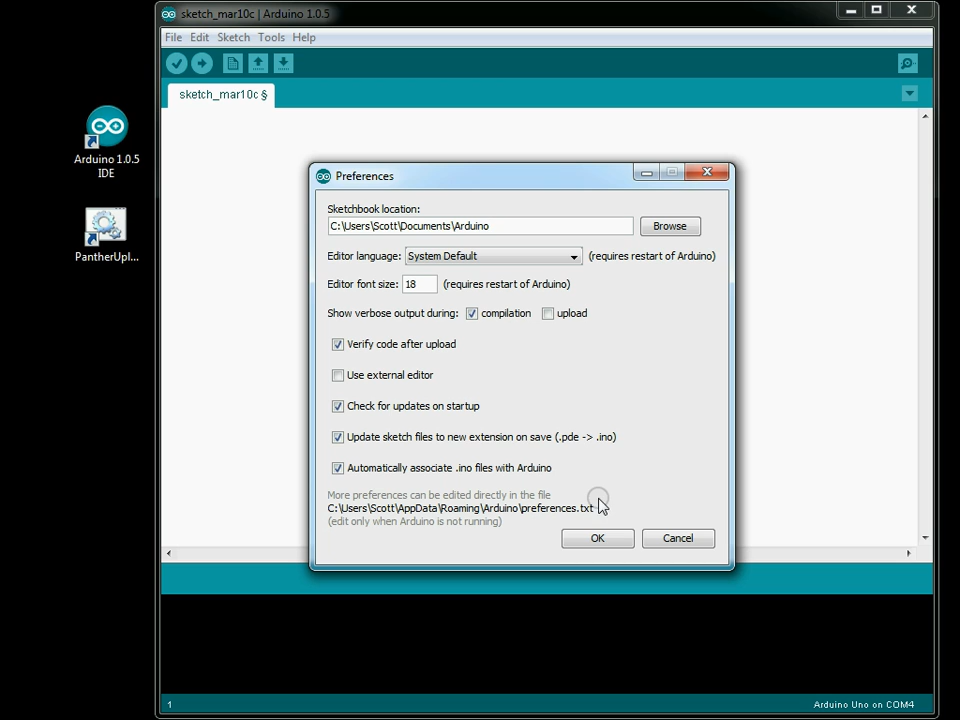 sketch_mar10c | Arduino 1.0.5
File Edit Sketch Tools Help
sketch_mar10c §
Arduino 1.0.5
IDE
PantherUpl...
Preferences
Sketchbook location:
C:\Users\Scott\Documents\Arduino
Browse
Editor language: System Default (requires restart of Arduino)
Editor font size: 18 (requires restart of Arduino)
Show verbose output during: compilation upload
Verify code after upload
Use external editor
Check for updates on startup
Update sketch files to new extension on save (.pde -> .ino)
Automatically associate .ino files with Arduino
More preferences can be edited directly in the file
C:\Users\Scott\AppData\Roaming\Arduino\preferences.txt
(edit only when Arduino is not running)
OK Cancel
1
Arduino Uno on COM4